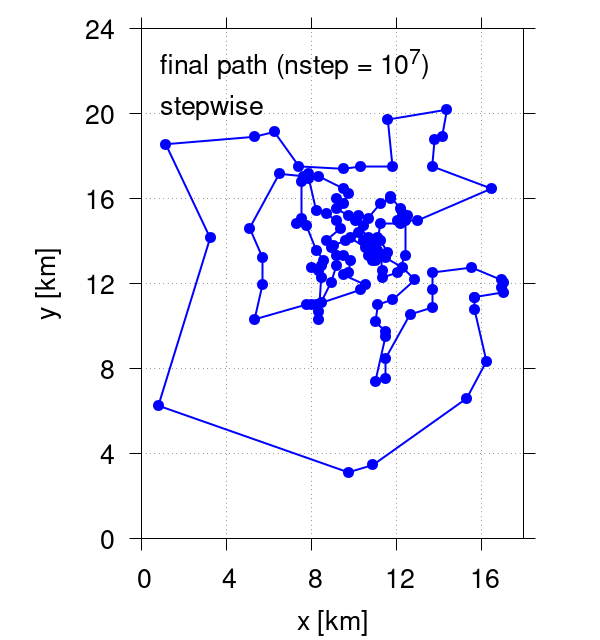 24
final path (nstep = 10⁷)
20
stepwise
16
12
8
4
0
y [km]
0 4 8 12 16
x [km]